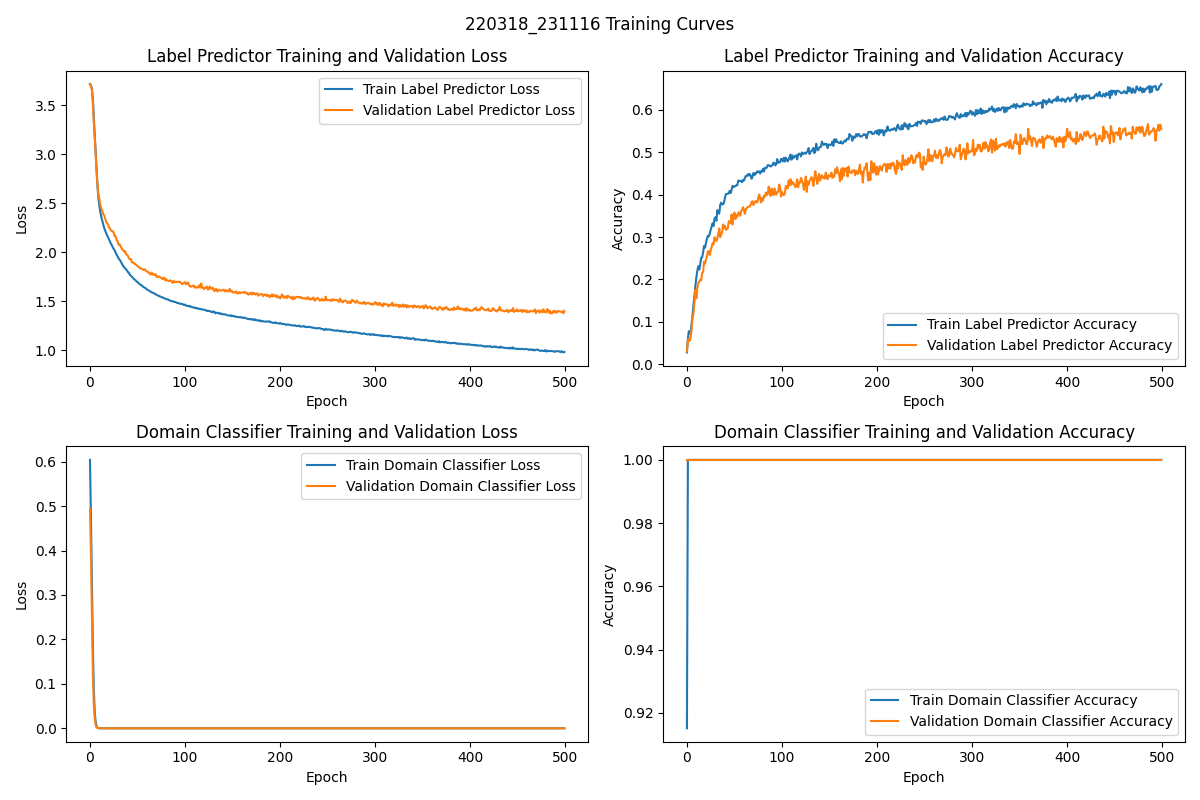 220318_231116 Training Curves
Label Predictor Training and Validation Loss
Train Label Predictor Loss
Validation Label Predictor Loss
3.5
3.0
2.5
2.0
1.5
1.0
Loss
0 100 200 300 400 500
Epoch
Label Predictor Training and Validation Accuracy
0.6
0.5
0.4
0.3
0.2
0.1
0.0
Accuracy
Train Label Predictor Accuracy
Validation Label Predictor Accuracy
0 100 200 300 400 500
Epoch
Domain Classifier Training and Validation Loss
Train Domain Classifier Loss
Validation Domain Classifier Loss
0.6
0.5
0.4
0.3
0.2
0.1
0.0
Loss
0 100 200 300 400 500
Epoch
Domain Classifier Training and Validation Accuracy
1.00
0.98
0.96
0.94
0.92
Accuracy
Train Domain Classifier Accuracy
Validation Domain Classifier Accuracy
0 100 200 300 400 500
Epoch